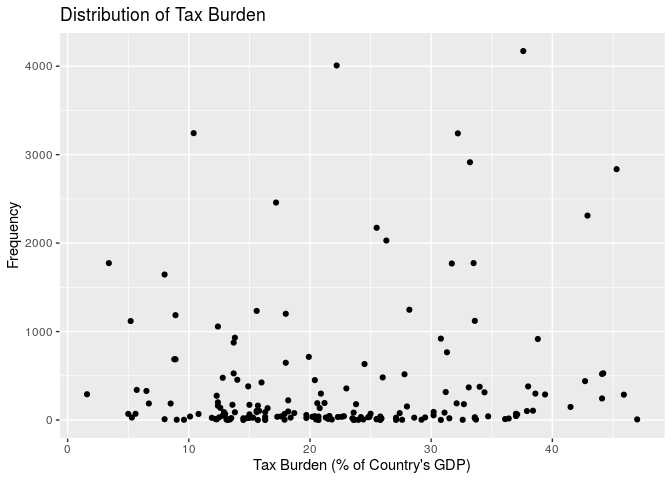 Distribution of Tax Burden
Frequency
4000
3000
2000
1000
0
0 10 20 30 40
Tax Burden (% of Country's GDP)